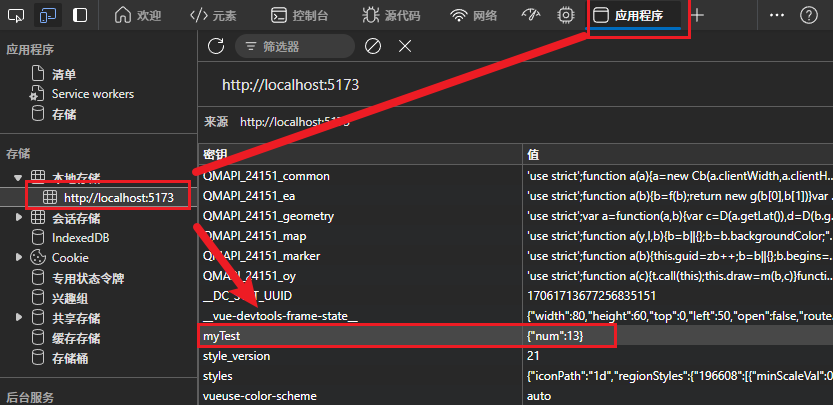 欢迎
元素
控制台
源代码
网络
应用程序
应用程序
清单
Service workers
存储
存储
本地存储
http://localhost:5173
会话存储
IndexedDB
Cookie
专用状态令牌
兴趣组
共享存储
缓存存储
存储桶
后台服务
筛选器
http://localhost:5173
来源 http://localhost:5173
密钥 值
QMAPI_24151_common 'use strict';function a(a){a=new Cb(a.clientWidth,a.clientH...
QMAPI_24151_ea 'use strict';function a(b){b=f(b);return new g(b[0],b[1])}var ...
QMAPI_24151_geometry 'use strict';var a=function(a,b){var c=D(a.getLat()),d=D(b.g...
QMAPI_24151_map 'use strict';function a(y,l,b){b=b||{};b=b.backgroundColor;"...
QMAPI_24151_marker 'use strict';function a(b){this.guid=zb++;b=b||{};b.begins=...
QMAPI_24151_oy 'use strict';function a(c){t.call(this);this.draw=m(b,c)}functi...
17061713677256835151
__vue-devtools-frame-state__ {"width":80,"height":60,"top":0,"left":50,"open":false,"route...
myTest {"num":13}
style_version 21
styles {"iconPath":"1d","regionStyles":{"196608":[{"minScaleVal":0
vueuse-color-scheme auto